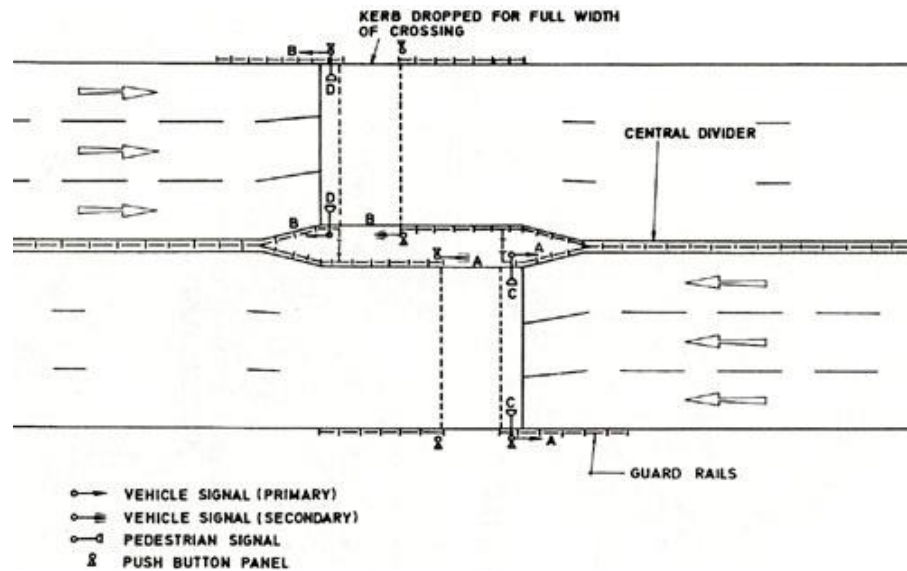 KERB DROPPED FOR FULL WIDTH
OF CROSSING
B
D
CENTRAL DIVIDER
D
B
B
A
A
C
C
A
GUARD RAILS
VEHICLE SIGNAL (PRIMARY)
VEHICLE SIGNAL (SECONDARY)
PEDESTRIAN SIGNAL
PUSH BUTTON PANEL